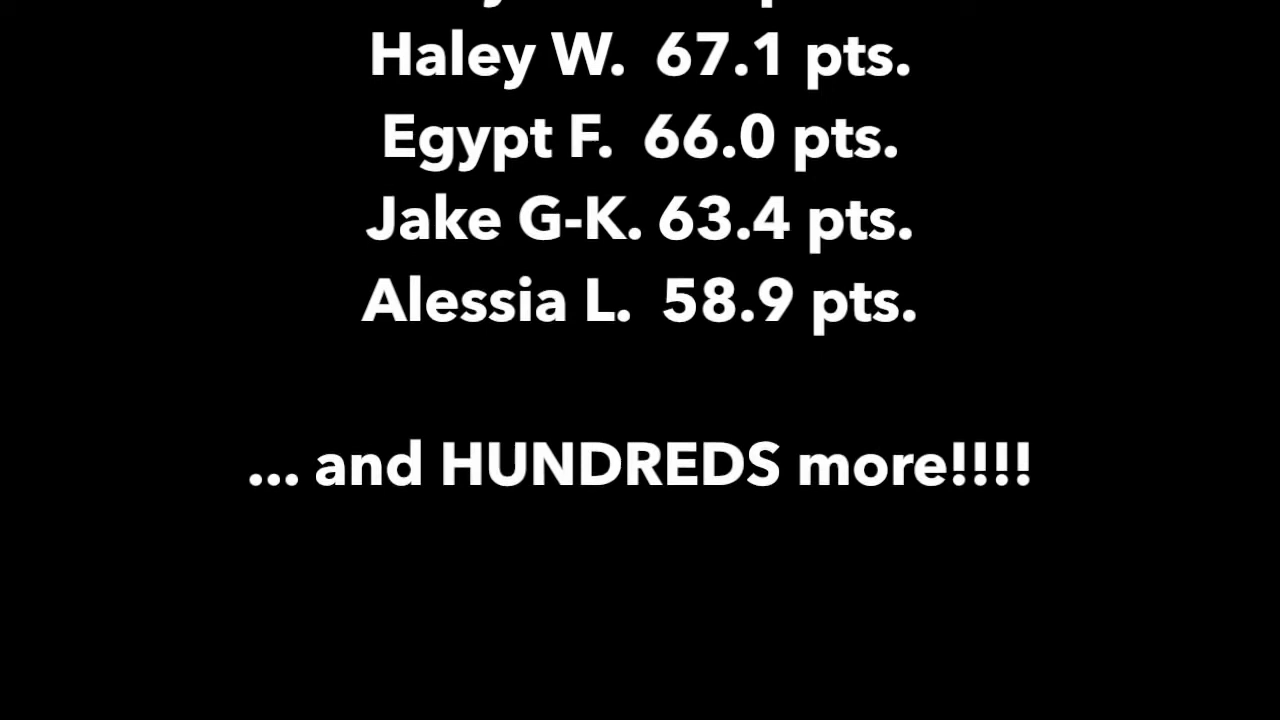 Haley W.  67.1 pts.
Egypt F.  66.0 pts.
Jake G-K. 63.4 pts.
Alessia L.  58.9 pts.
... and HUNDREDS more!!!!